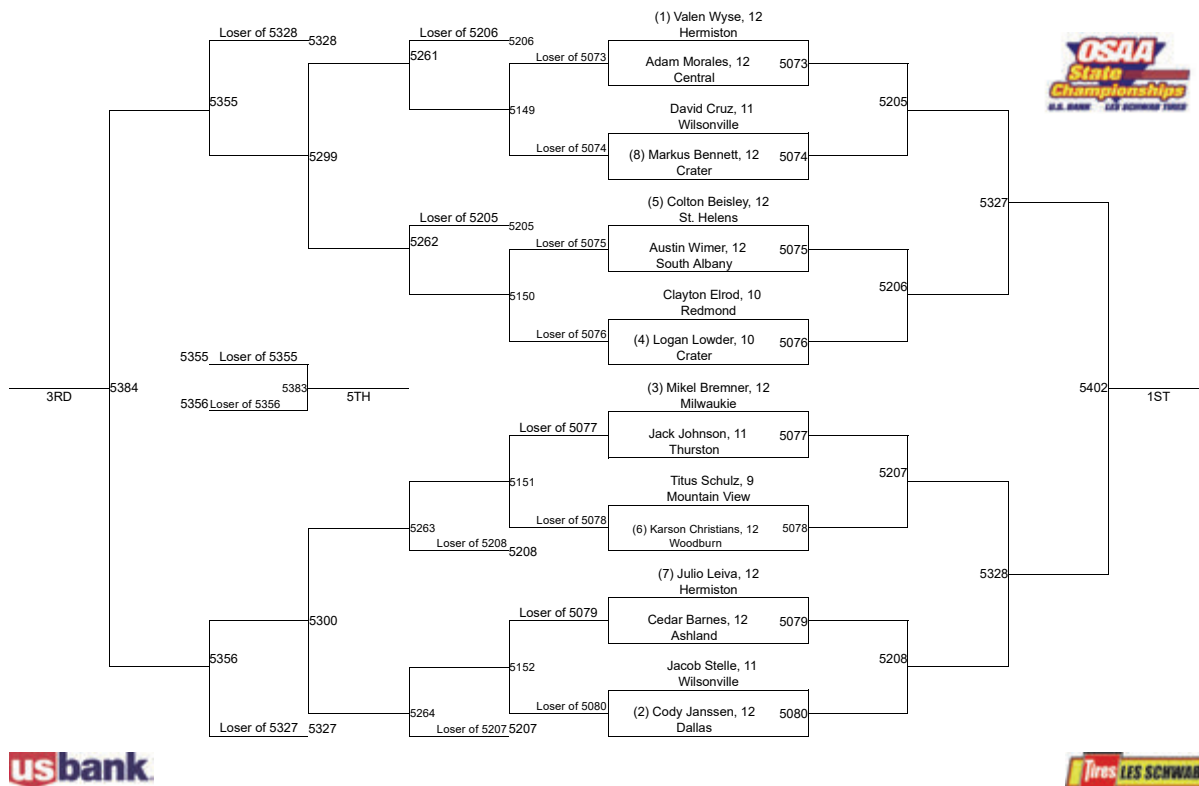 (1) Valen Wyse, 12
Hermiston
Loser of 5328
5328
Loser of 5206
5206
OSAA
State
Championships
U.S. BANK LES SCHWAB TIRES
5261
Loser of 5073
Adam Morales, 12
Central
5073
5355
5149
David Cruz, 11
Wilsonville
5205
5299
Loser of 5074
(8) Markus Bennett, 12
Crater
5074
(5) Colton Beisley, 12
St. Helens
5327
Loser of 5205
5205
5262
Loser of 5075
Austin Wimer, 12
South Albany
5075
5150
Clayton Elrod, 10
Redmond
5206
Loser of 5076
(4) Logan Lowder, 10
Crater
5076
5355
Loser of 5355
3RD
5384
5383
5TH
(3) Mikel Bremner, 12
Milwaukie
5402
1ST
5356
Loser of 5356
Loser of 5077
Jack Johnson, 11
Thurston
5077
5151
Titus Schulz, 9
Mountain View
5207
5263
Loser of 5078
(6) Karson Christians, 12
Woodburn
5078
Loser of 5208
5208
(7) Julio Leiva, 12
Hermiston
5328
5300
Loser of 5079
Cedar Barnes, 12
Ashland
5079
5356
5152
Jacob Stelle, 11
Wilsonville
5208
5264
Loser of 5080
(2) Cody Janssen, 12
Dallas
5080
Loser of 5327
5327
Loser of 5207
5207
usbank.
Tires LES SCHWAB